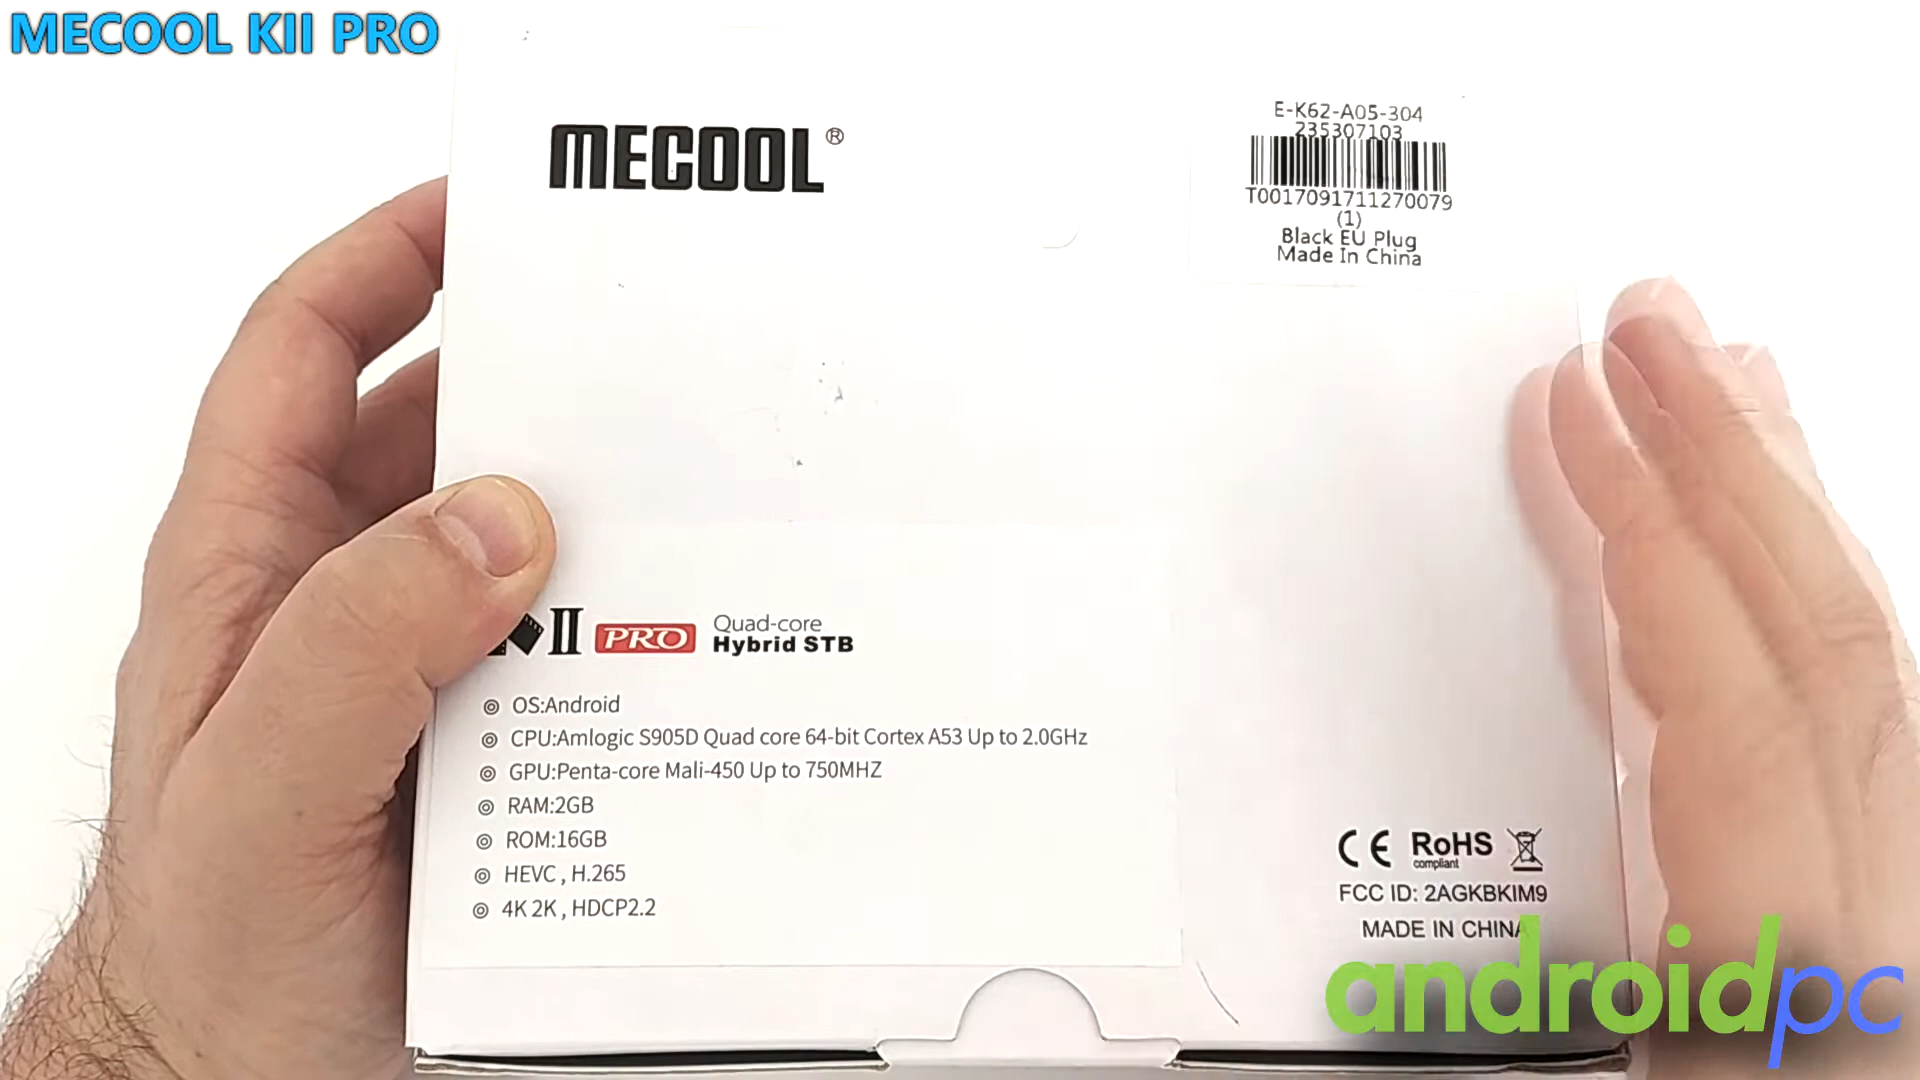 MECOOL KII PRO
MECOOL®
E-K62-A05-304
235307103
T0017091711270079
(1)
Black EU Plug
Made In China
II PRO Quad-core
Hybrid STB
OS:Android
CPU:Amlogic S905D Quad core 64-bit Cortex A53 Up to 2.0GHz
GPU:Penta-core Mali-450 Up to 750MHZ
RAM:2GB
ROM:16GB
HEVC , H.265
4K 2K , HDCP2.2
CE RoHS
compliant
FCC ID: 2AGKBKIM9
MADE IN CHINA
androidpc